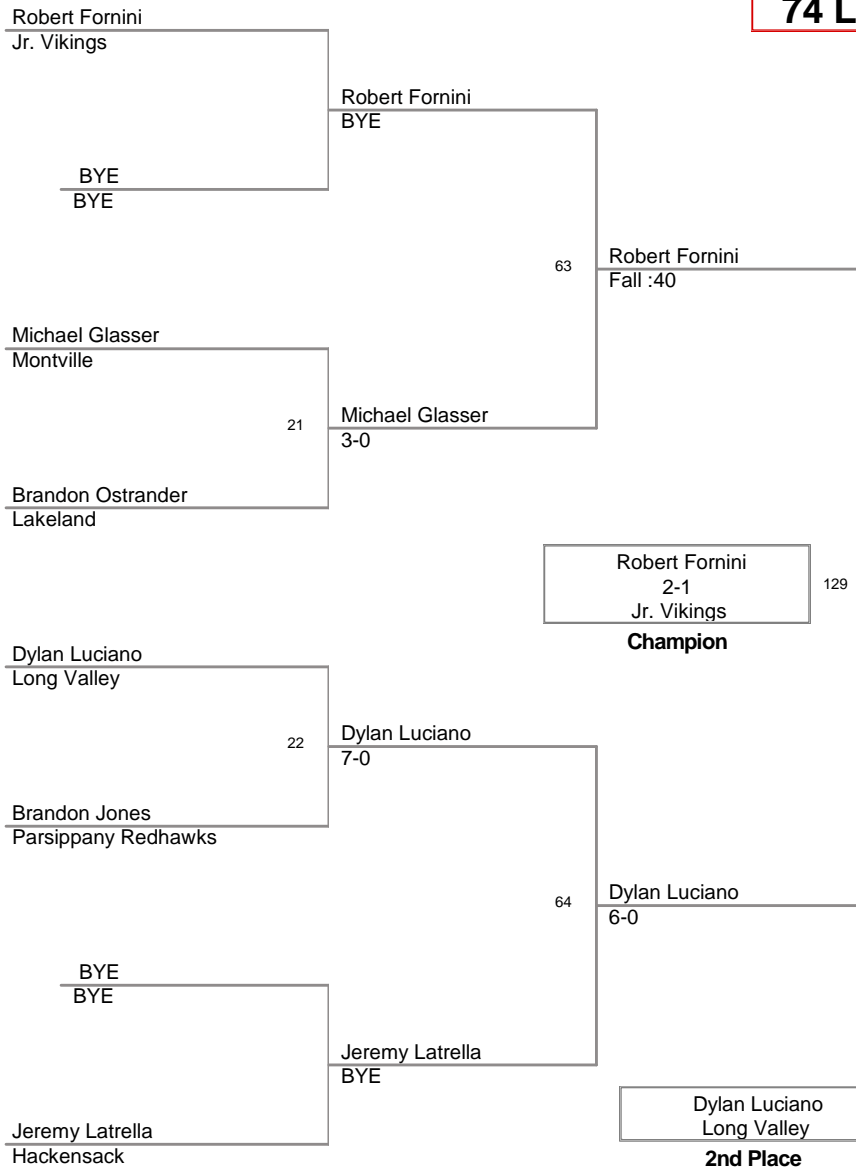 74 L
Robert Fornini
Jr. Vikings
Robert Fornini
BYE
BYE
BYE
63
Robert Fornini
Fall :40
Michael Glasser
Montville
21
Michael Glasser
3-0
Brandon Ostrander
Lakeland
Robert Fornini
2-1
Jr. Vikings
129
Champion
Dylan Luciano
Long Valley
22
Dylan Luciano
7-0
Brandon Jones
Parsippany Redhawks
64
Dylan Luciano
6-0
BYE
BYE
Jeremy Latrella
BYE
Jeremy Latrella
Hackensack
Dylan Luciano
Long Valley
2nd Place